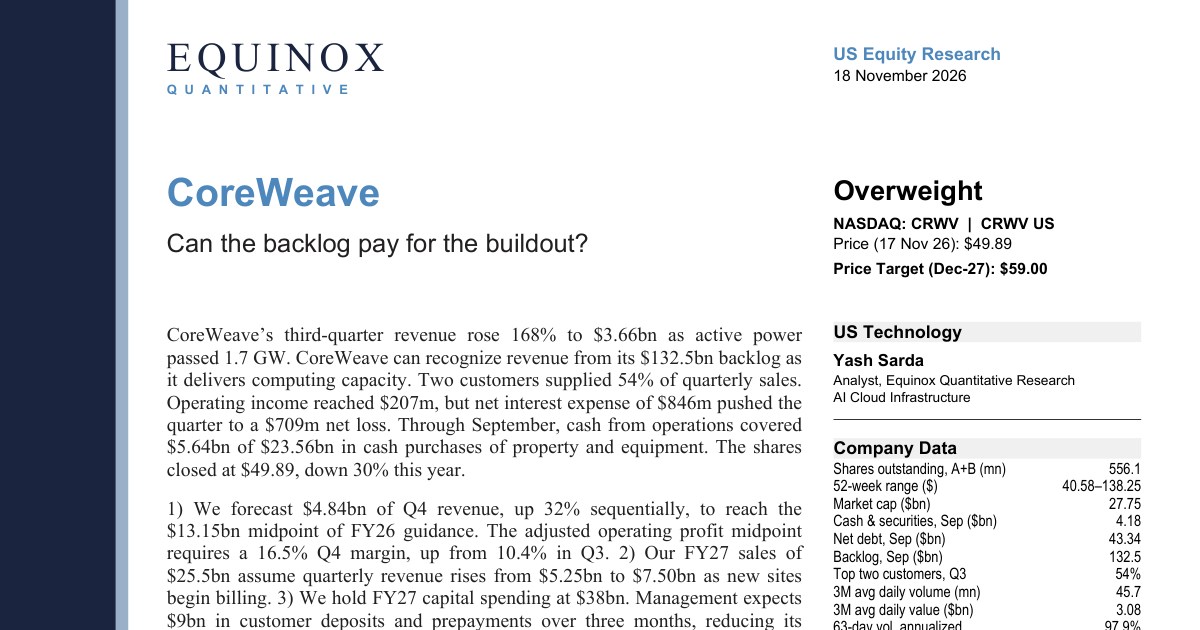 EQUINOX
QUANTITATIVE
US Equity Research
18 November 2026
CoreWeave
Can the backlog pay for the buildout?
Overweight
NASDAQ: CRWV | CRWV US
Price (17 Nov 26): $49.89
Price Target (Dec-27): $59.00
CoreWeave’s third-quarter revenue rose 168% to $3.66bn as active power
passed 1.7 GW. CoreWeave can recognize revenue from its $132.5bn backlog as
it delivers computing capacity. Two customers supplied 54% of quarterly sales.
Operating income reached $207m, but net interest expense of $846m pushed the
quarter to a $709m net loss. Through September, cash from operations covered
$5.64bn of $23.56bn in cash purchases of property and equipment. The shares
closed at $49.89, down 30% this year.
1) We forecast $4.84bn of Q4 revenue, up 32% sequentially, to reach the
$13.15bn midpoint of FY26 guidance. The adjusted operating profit midpoint
requires a 16.5% Q4 margin, up from 10.4% in Q3. 2) Our FY27 sales of
$25.5bn assume quarterly revenue rises from $5.25bn to $7.50bn as new sites
begin billing. 3) We hold FY27 capital spending at $38bn. Management expects
$9bn in customer deposits and prepayments over three months, reducing its
US Technology
Yash Sarda
Analyst, Equinox Quantitative Research
AI Cloud Infrastructure
Company Data
Shares outstanding, A+B (mn) 556.1
52-week range ($) 40.58–138.25
Market cap ($bn) 27.75
Cash & securities, Sep ($bn) 4.18
Net debt, Sep ($bn) 43.34
Backlog, Sep ($bn) 132.5
Top two customers, Q3 54%
3M avg daily volume (mn) 45.7
3M avg daily value ($bn) 3.08
63-day vol, annualized 97.9%